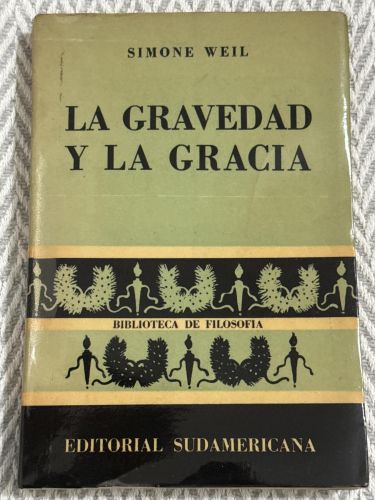 SIMONE WEIL
LA GRAVEDAD
Y LA GRACIA
BIBLIOTECA DE FILOSOFIA
EDITORIAL SUDAMERICANA